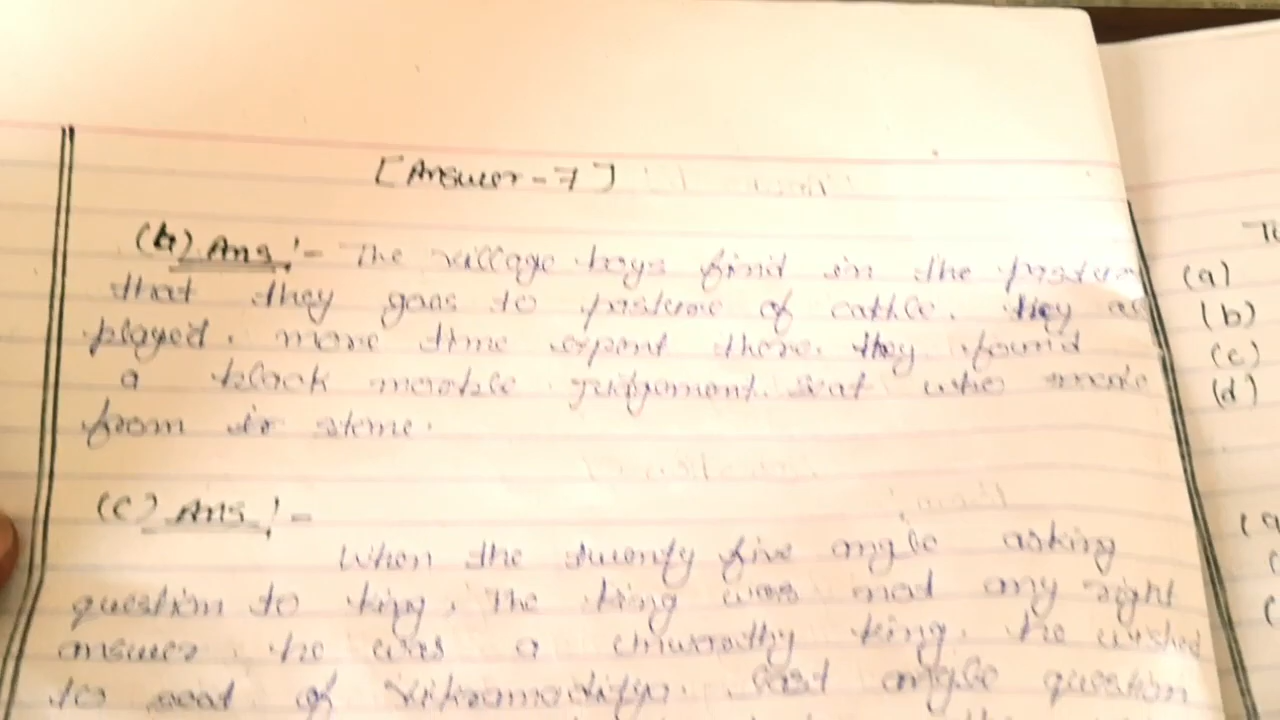 [Answer-7]
(b) Ans!- The village boys find in the pasture
that they goes to pasture of cattle. they as
played. more time expent there. they found
a black marble judgement. Seat who made
from is stone.
(c) Ans!-
When the twenty five angle asking
question to king, The king was not any right
answer. he was a king. he wished
to seat of Vikramaditya. Last angle question
(a)
(b)
(c)
(d)